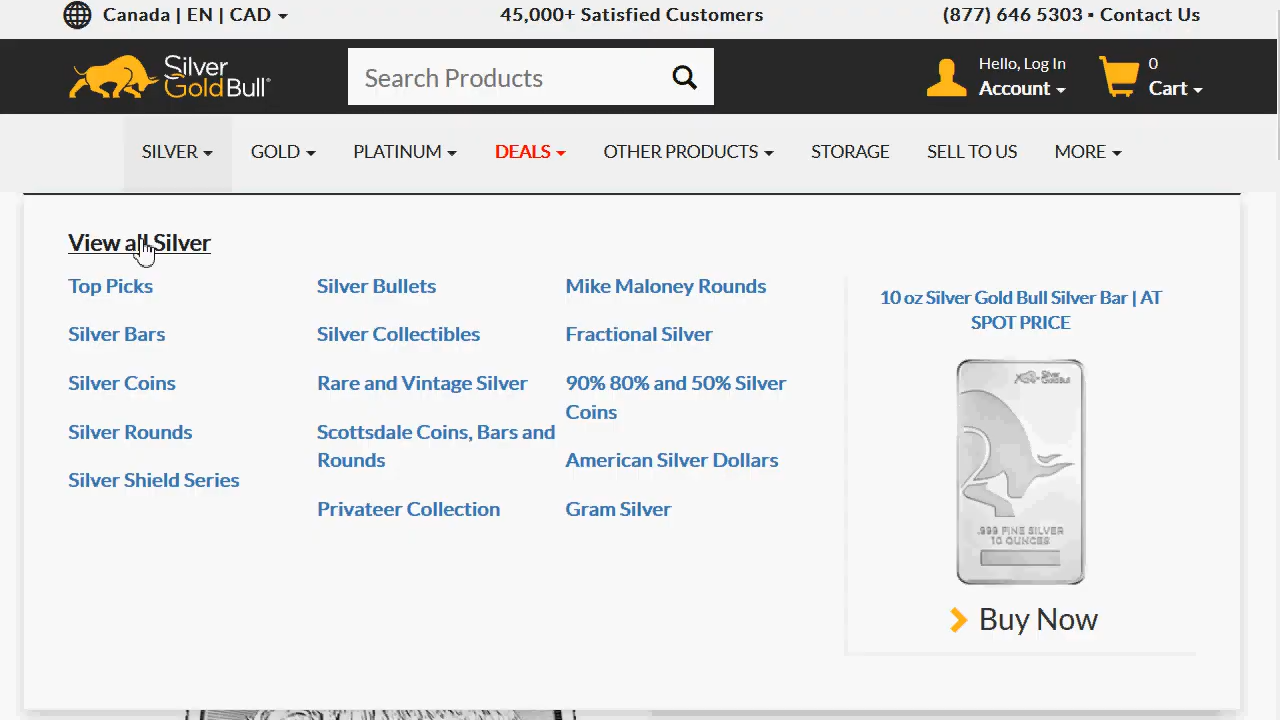 Canada | EN | CAD
45,000+ Satisfied Customers
(877) 646 5303 • Contact Us
Silver
Gold Bull
Search Products
Hello, Log In
Account
0
Cart
SILVER
GOLD
PLATINUM
DEALS
OTHER PRODUCTS
STORAGE
SELL TO US
MORE
View all Silver
Top Picks
Silver Bars
Silver Coins
Silver Rounds
Silver Shield Series
Silver Bullets
Silver Collectibles
Rare and Vintage Silver
Scottsdale Coins, Bars and
Rounds
Privateer Collection
Mike Maloney Rounds
Fractional Silver
90% 80% and 50% Silver
Coins
American Silver Dollars
Gram Silver
10 oz Silver Gold Bull Silver Bar | AT
SPOT PRICE
Silver
Gold Bull
.999 FINE SILVER
10 OUNCES
Buy Now